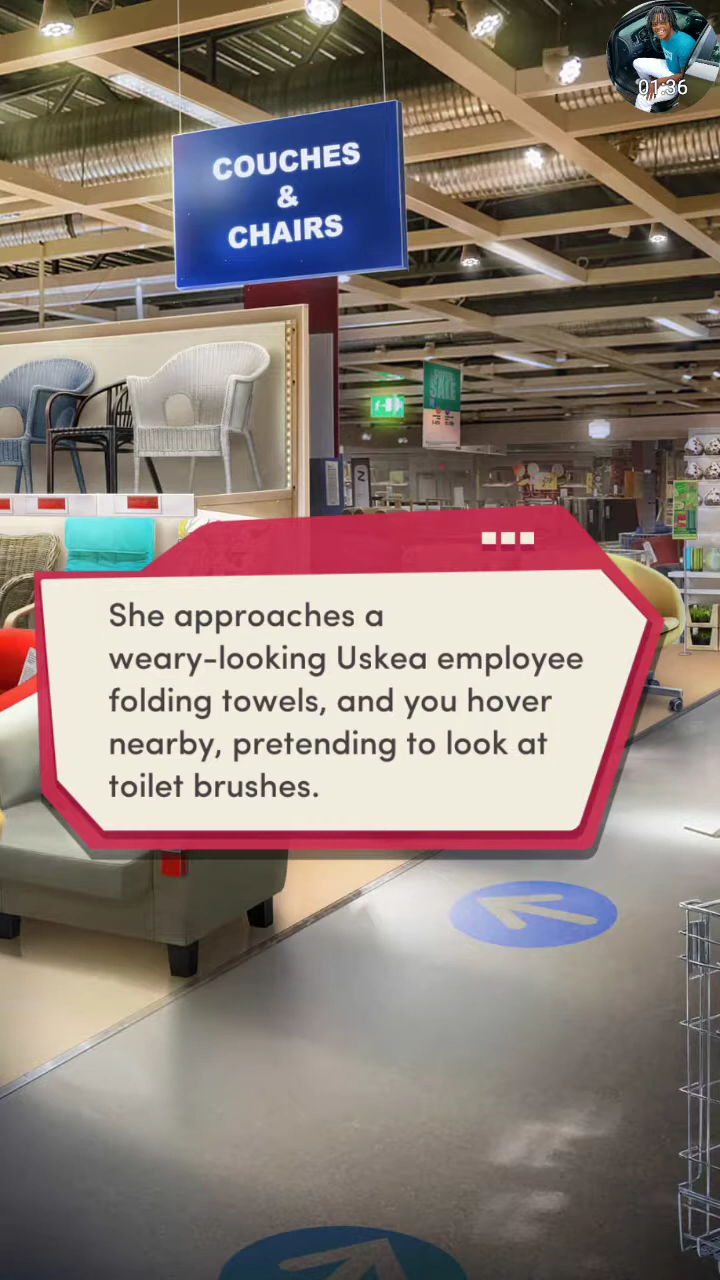 01:36
COUCHES
&
CHAIRS
SALE
She approaches a
weary-looking Uskea employee
folding towels, and you hover
nearby, pretending to look at
toilet brushes.